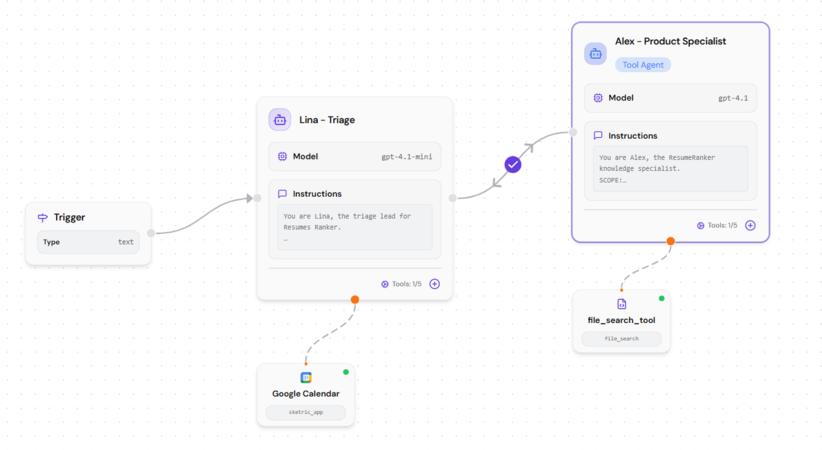 Trigger
Type text
Lina - Triage
Model gpt-4.1-mini
Instructions
You are Lina, the triage lead for
Resumes Ranker.
…
Tools: 1/5
Google Calendar
sketric_app
Alex - Product Specialist
Tool Agent
Model gpt-4.1
Instructions
You are Alex, the ResumeRanker
knowledge specialist.
SCOPE:…
Tools: 1/5
file_search_tool
file_search